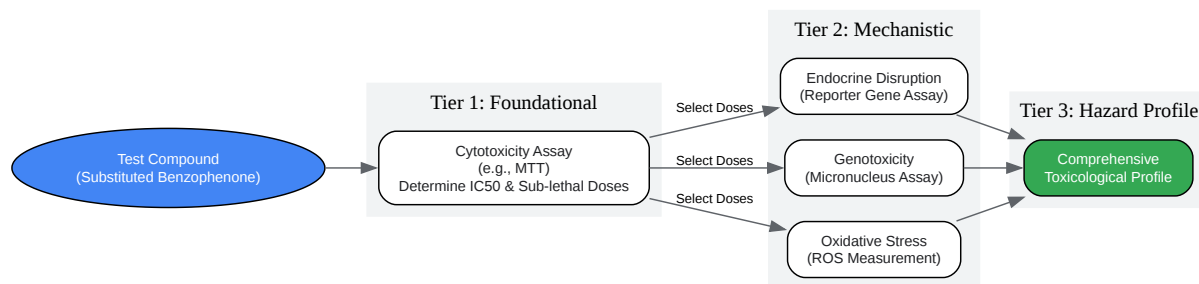 Test Compound
(Substituted Benzophenone)
Tier 1: Foundational
Cytotoxicity Assay
(e.g., MTT)
Determine IC50 & Sub-lethal Doses
Select Doses
Select Doses
Select Doses
Tier 2: Mechanistic
Endocrine Disruption
(Reporter Gene Assay)
Genotoxicity
(Micronucleus Assay)
Oxidative Stress
(ROS Measurement)
Tier 3: Hazard Profile
Comprehensive
Toxicological Profile